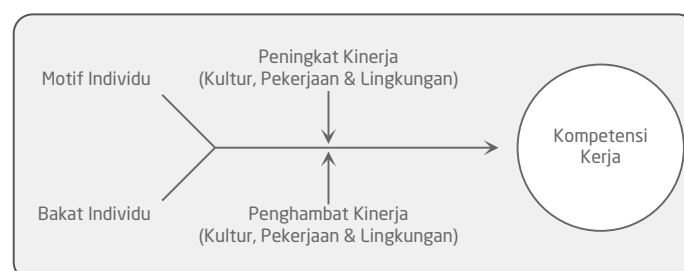 Motif Individu
Peningkat Kinerja
(Kultur, Pekerjaan & Lingkungan)
Kompetensi
Kerja
Bakat Individu
Penghambat Kinerja
(Kultur, Pekerjaan & Lingkungan)